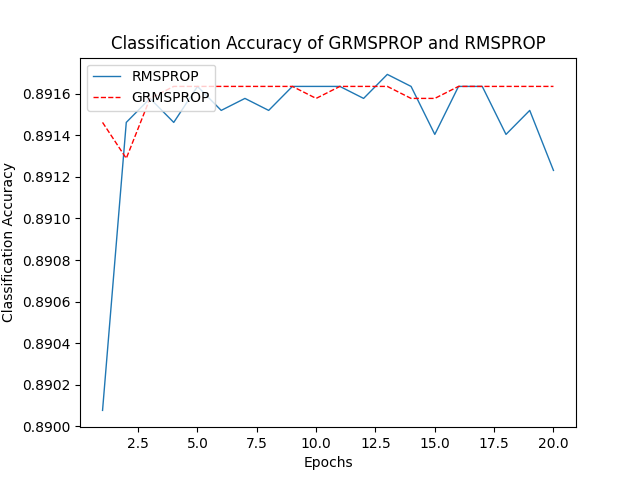 Classification Accuracy of GRMSPROP and RMSPROP
RMSPROP
GRMSPROP
0.8916
0.8914
0.8912
0.8910
0.8908
0.8906
0.8904
0.8902
0.8900
Classification Accuracy
2.5 5.0 7.5 10.0 12.5 15.0 17.5 20.0
Epochs